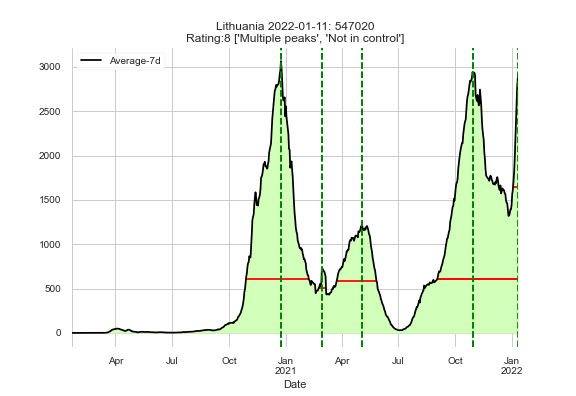 Lithuania 2022-01-11: 547020
Rating:8 ['Multiple peaks', 'Not in control']
Average-7d
3000
2500
2000
1500
1000
500
0
Apr Jul Oct Jan Apr Jul Oct Jan
2021 2022
Date